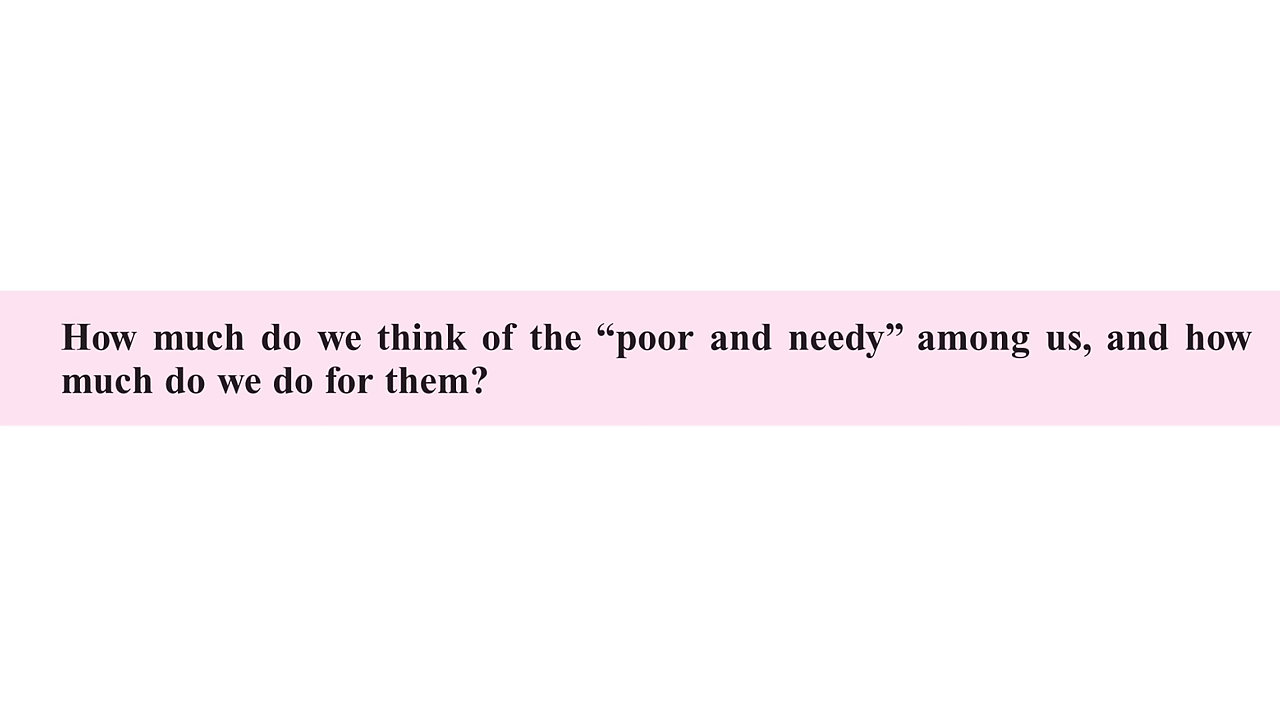 How much do we think of the “poor and needy” among us, and how
much do we do for them?